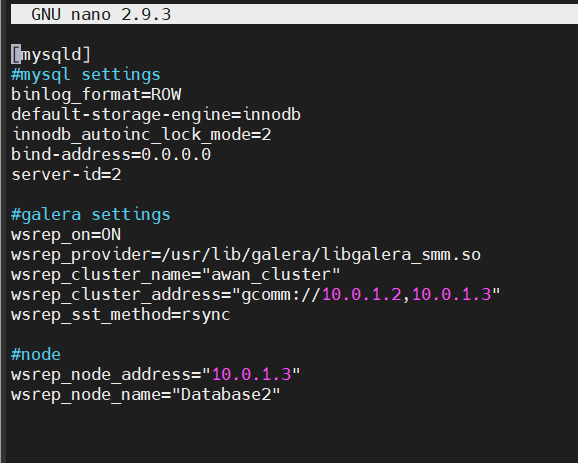 GNU nano 2.9.3
[mysqld]
#mysql settings
binlog_format=ROW
default-storage-engine=innodb
innodb_autoinc_lock_mode=2
bind-address=0.0.0.0
server-id=2
#galera settings
wsrep_on=ON
wsrep_provider=/usr/lib/galera/libgalera_smm.so
wsrep_cluster_name="awan_cluster"
wsrep_cluster_address="gcomm://10.0.1.2,10.0.1.3"
wsrep_sst_method=rsync
#node
wsrep_node_address="10.0.1.3"
wsrep_node_name="Database2"